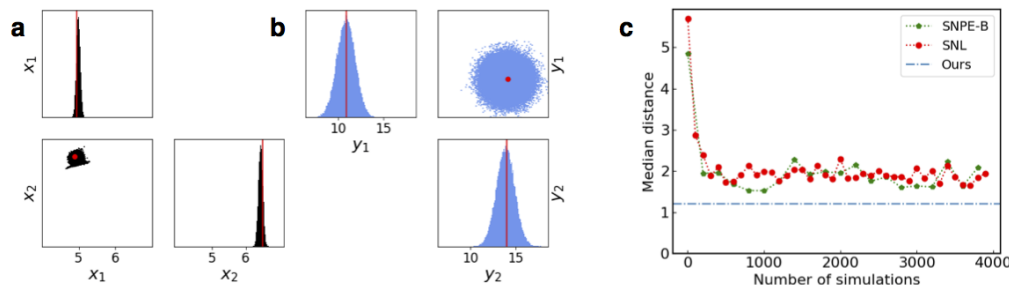 a
b
c
x1
y1
10
15
y1
x2
5
6
x1
5
6
x2
y2
10
15
y2
SNPE-B
SNL
Ours
5
4
3
2
1
0
Median distance
0
1000
2000
3000
4000
Number of simulations